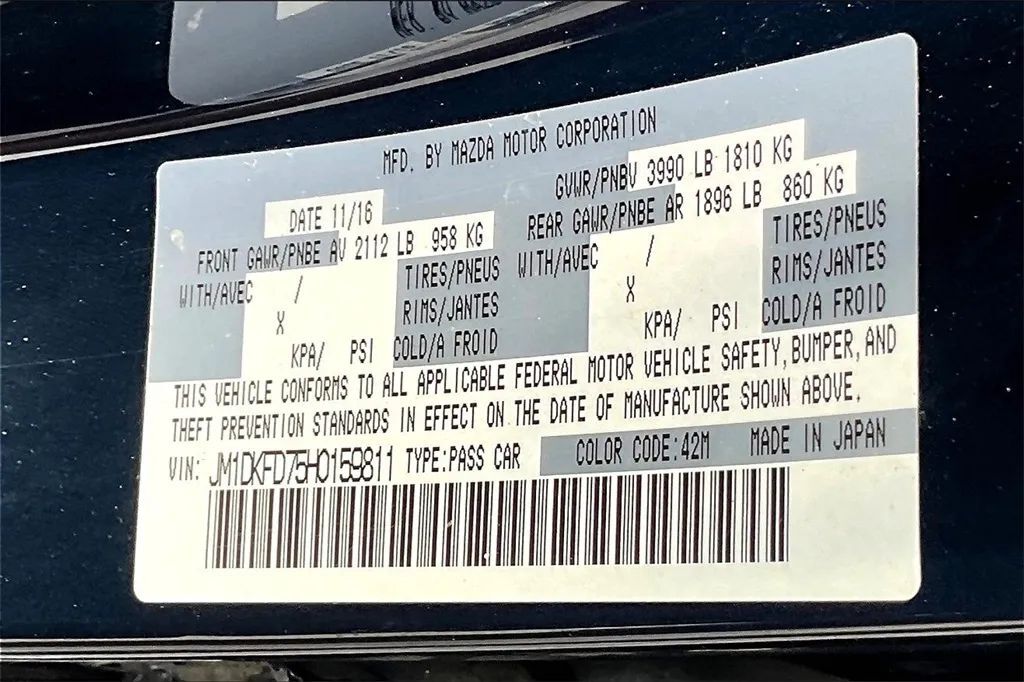 MFD. BY MAZDA MOTOR CORPORATION
DATE 11/16
GVWR/PNBV 3990 LB 1810 KG
FRONT GAWR/PNBE AV 2112 LB 958 KG
REAR GAWR/PNBE AR 1896 LB 860 KG
WITH/AVEC / TIRES/PNEUS
WITH/AVEC / TIRES/PNEUS
X RIMS/JANTES
X RIMS/JANTES
KPA/ PSI COLD/A FROID
KPA/ PSI COLD/A FROID
THIS VEHICLE CONFORMS TO ALL APPLICABLE FEDERAL MOTOR VEHICLE SAFETY, BUMPER, AND
THEFT PREVENTION STANDARDS IN EFFECT ON THE DATE OF MANUFACTURE SHOWN ABOVE.
VIN: JM1DKFD75H0159811 TYPE:PASS CAR COLOR CODE:42M MADE IN JAPAN